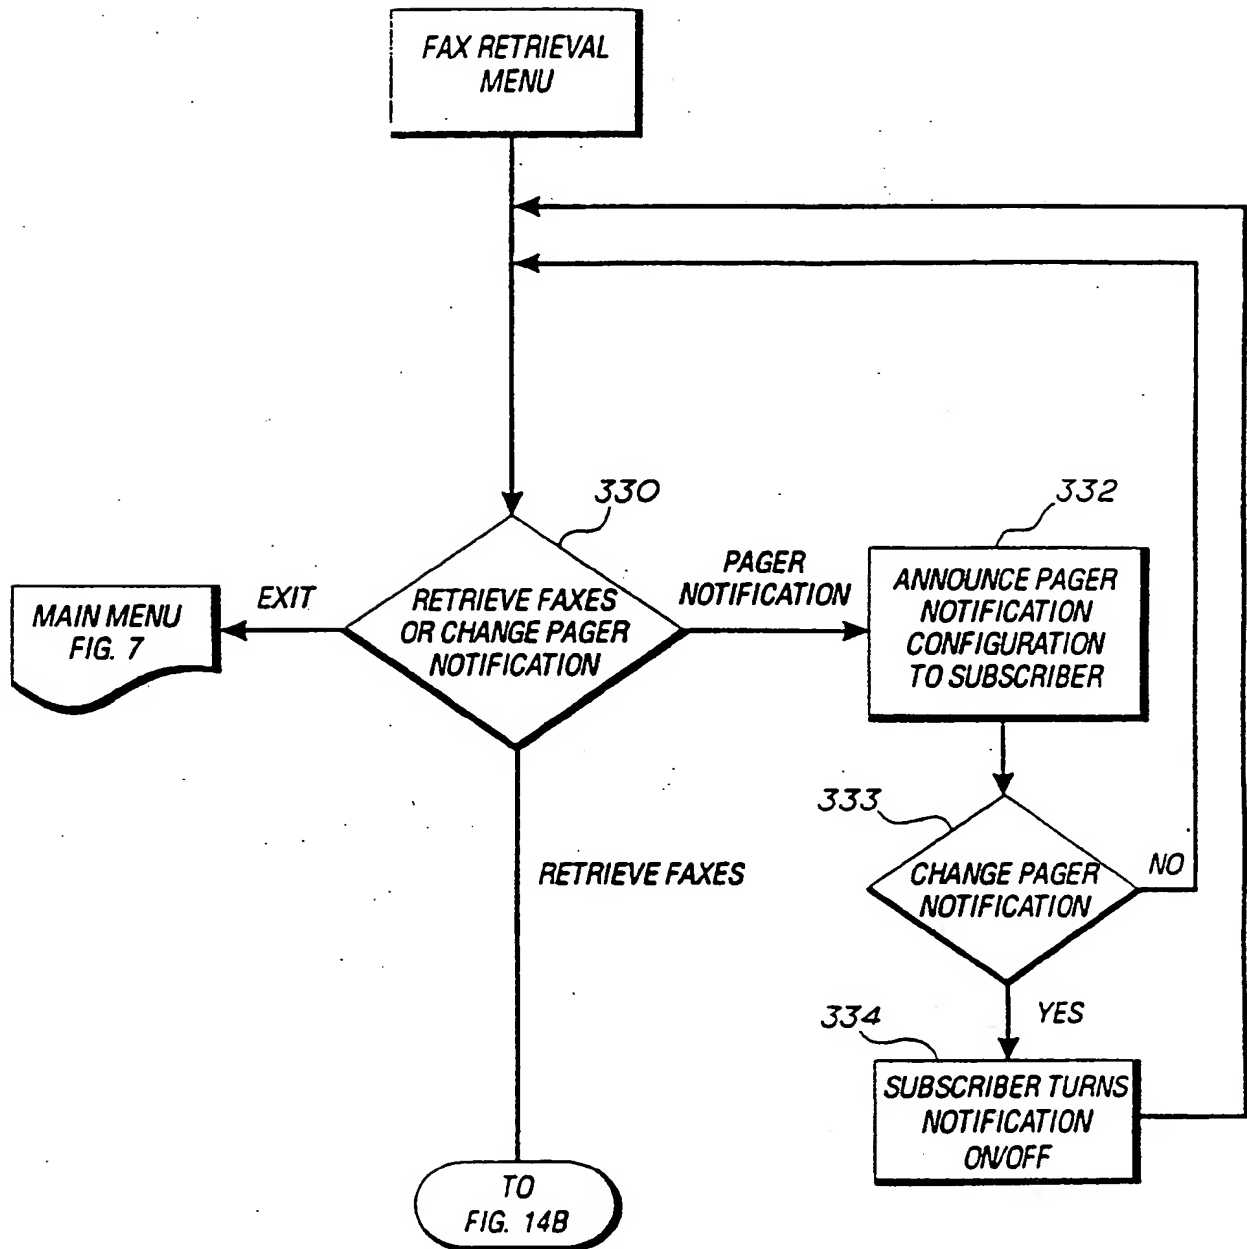 FAX RETRIEVAL
MENU
330
332
EXIT
PAGER
NOTIFICATION
MAIN MENU
FIG. 7
RETRIEVE FAXES
OR CHANGE PAGER
NOTIFICATION
ANNOUNCE PAGER
NOTIFICATION
CONFIGURATION
TO SUBSCRIBER
333
RETRIEVE FAXES
CHANGE PAGER
NOTIFICATION
NO
334
YES
SUBSCRIBER TURNS
NOTIFICATION
ON/OFF
TO
FIG. 14B